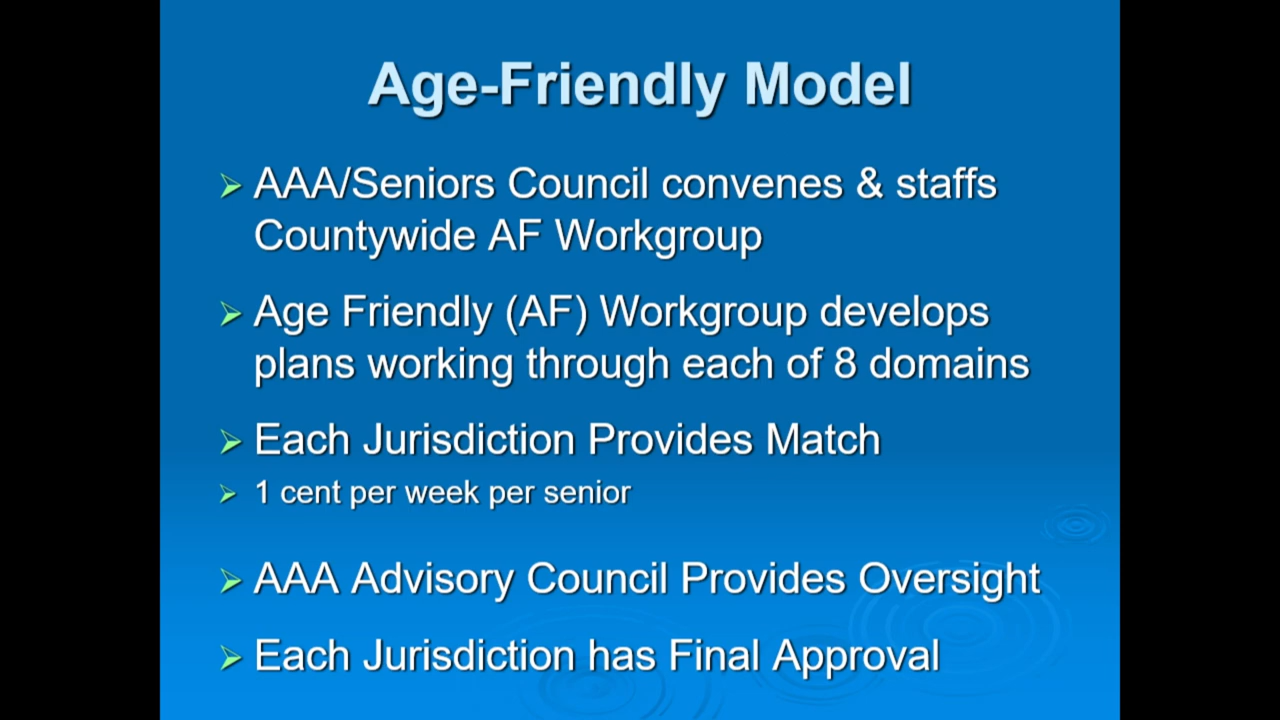 Age-Friendly Model
AAA/Seniors Council convenes & staffs
Countywide AF Workgroup
Age Friendly (AF) Workgroup develops
plans working through each of 8 domains
Each Jurisdiction Provides Match
1 cent per week per senior
AAA Advisory Council Provides Oversight
Each Jurisdiction has Final Approval